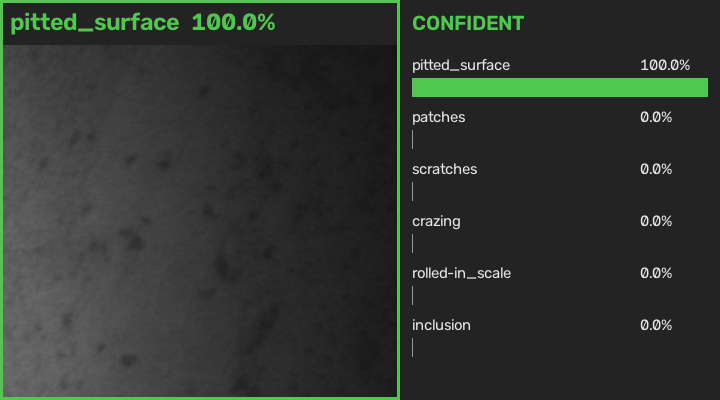 pitted_surface 100.0%
CONFIDENT
pitted_surface 100.0%
patches 0.0%
scratches 0.0%
crazing 0.0%
rolled-in_scale 0.0%
inclusion 0.0%